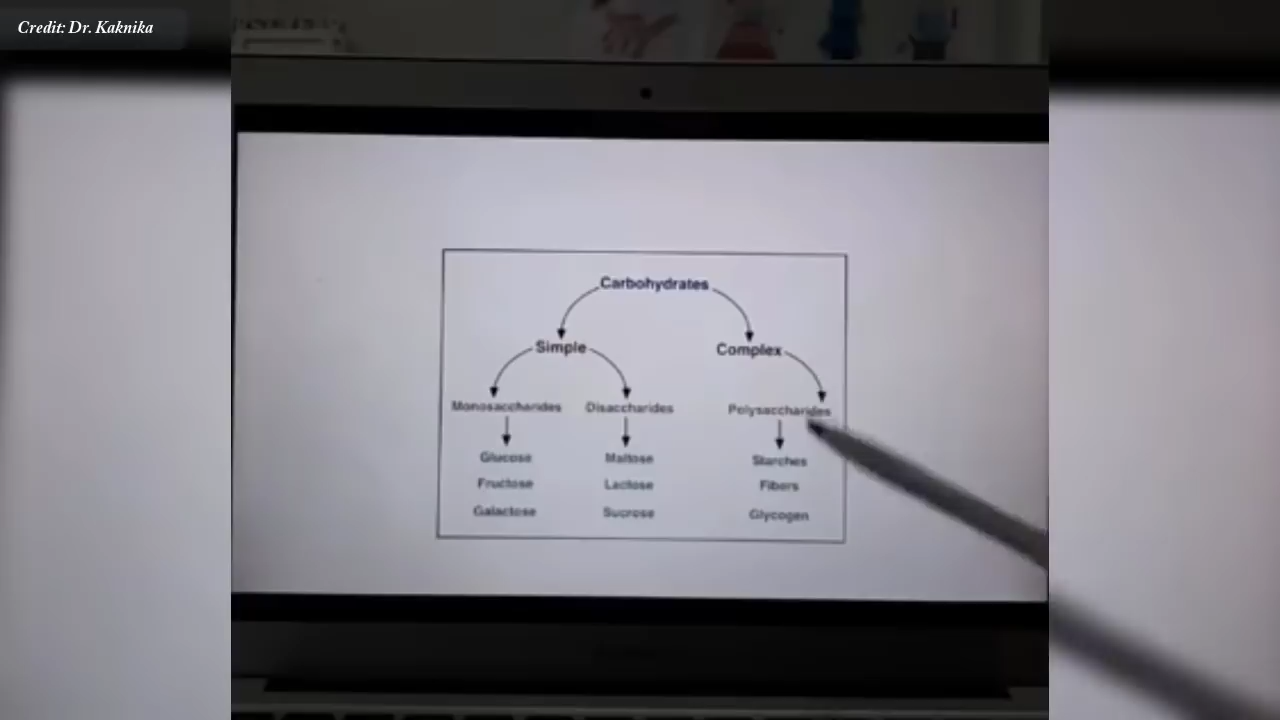 Credit: Dr. Kaknika
Carbohydrates
Simple
Complex
Monosaccharides
Disaccharides
Polysaccharides
Glucose
Maltose
Starches
Fructose
Lactose
Fibers
Galactose
Sucrose
Glycogen